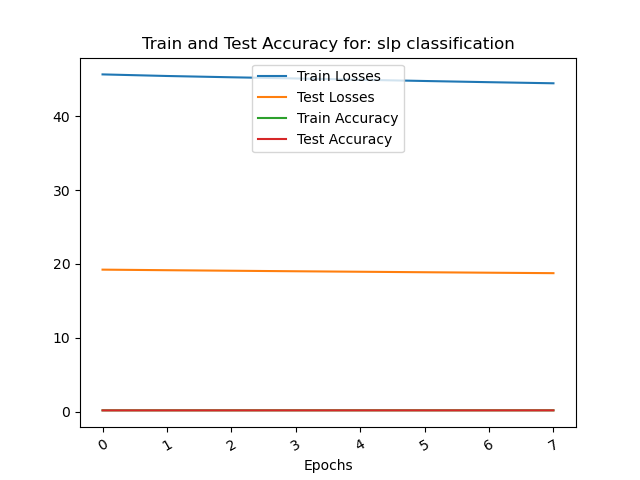 Train and Test Accuracy for: slp classification
Train Losses
Test Losses
Train Accuracy
Test Accuracy
40
30
20
10
0
0 1 2 3 4 5 6 7
Epochs